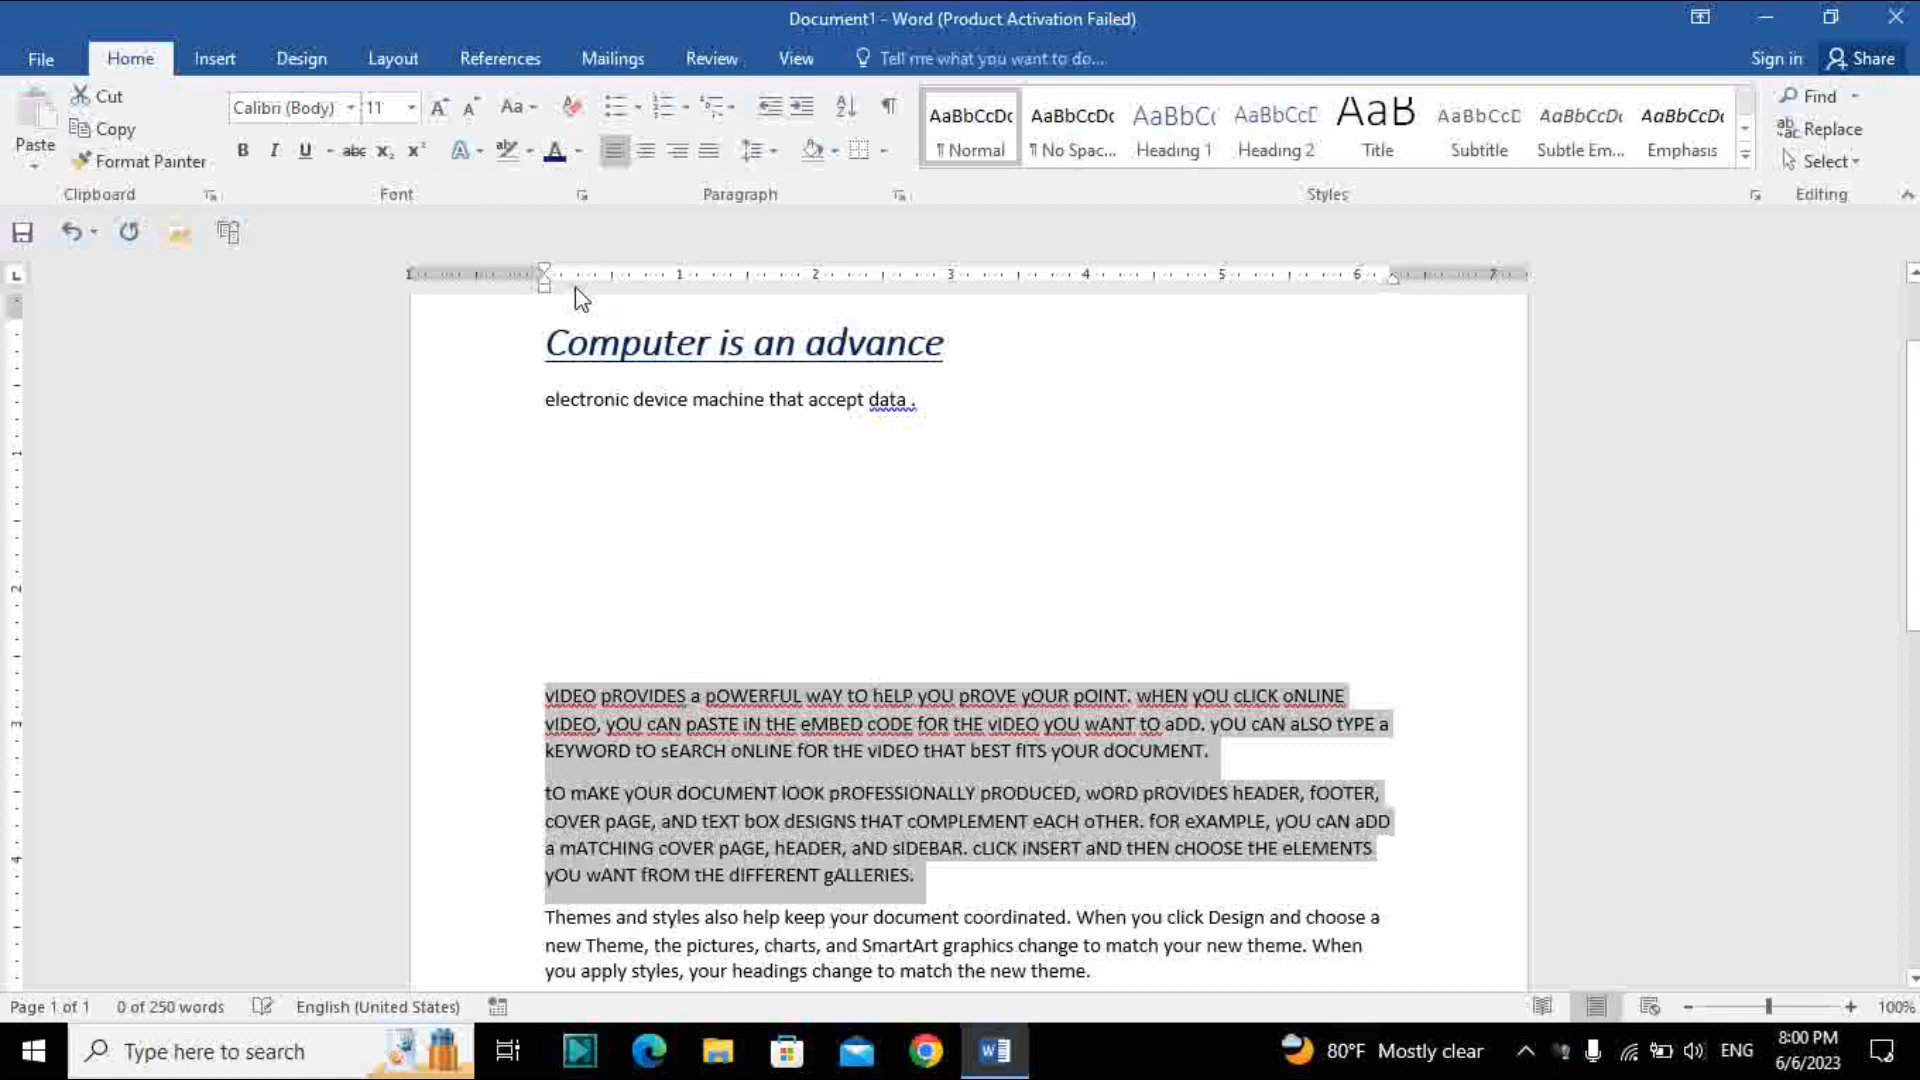 Document1 - Word (Product Activation Failed)
File Home Insert Design Layout References Mailings Review View Tell me what you want to do... Sign in Share
Cut
Copy
Paste
Format Painter
Clipboard
Calibri (Body) 11
Font
Paragraph
AaBbCcDc AaBbCcDc AaBbC( AaBbCcD AaB AaBbCcD AaBbCcDc AaBbCcDc
¶ Normal ¶ No Spac... Heading 1 Heading 2 Title Subtitle Subtle Em... Emphasis
Styles
Find
Replace
Select
Editing
1 1 2 3 4 5 6 7
Computer is an advance
electronic device machine that accept data .
vIDEO pROVIDES a pOWERFUL wAY tO hELP yOU pROVE yOUR pOINT. wHEN yOU cLICK oNLINE
vIDEO, yOU cAN pASTE iN tHE eMBED cODE fOR tHE vIDEO yOU wANT tO aDD. yOU cAN aLSO tYPE a
kEYWORD tO sEARCH oNLINE fOR tHE vIDEO tHAT bEST fITS yOUR dOCUMENT.
tO mAKE yOUR dOCUMENT lOOK pROFESSIONALLY pRODUCED, wORD pROVIDES hEADER, fOOTER,
cOVER pAGE, aND tEXT bOX dESIGNS tHAT cOMPLEMENT eACH oTHER. fOR eXAMPLE, yOU cAN aDD
a mATCHING cOVER pAGE, hEADER, aND sIDEBAR. cLICK iNSERT aND tHEN cHOOSE tHE eLEMENTS
yOU wANT fROM tHE dIFFERENT gALLERIES.
Themes and styles also help keep your document coordinated. When you click Design and choose a
new Theme, the pictures, charts, and SmartArt graphics change to match your new theme. When
you apply styles, your headings change to match the new theme.
Page 1 of 1 0 of 250 words English (United States) 100%
Type here to search 80°F Mostly clear ENG 8:00 PM
6/6/2023